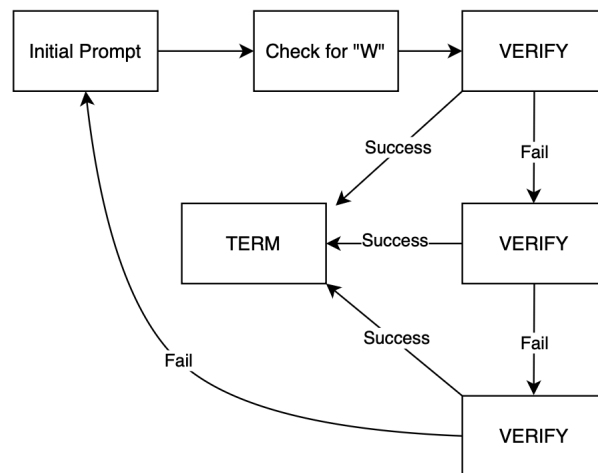 Initial Prompt
Check for "W"
VERIFY
Success
Fail
TERM
Success
VERIFY
Success
Fail
Fail
VERIFY